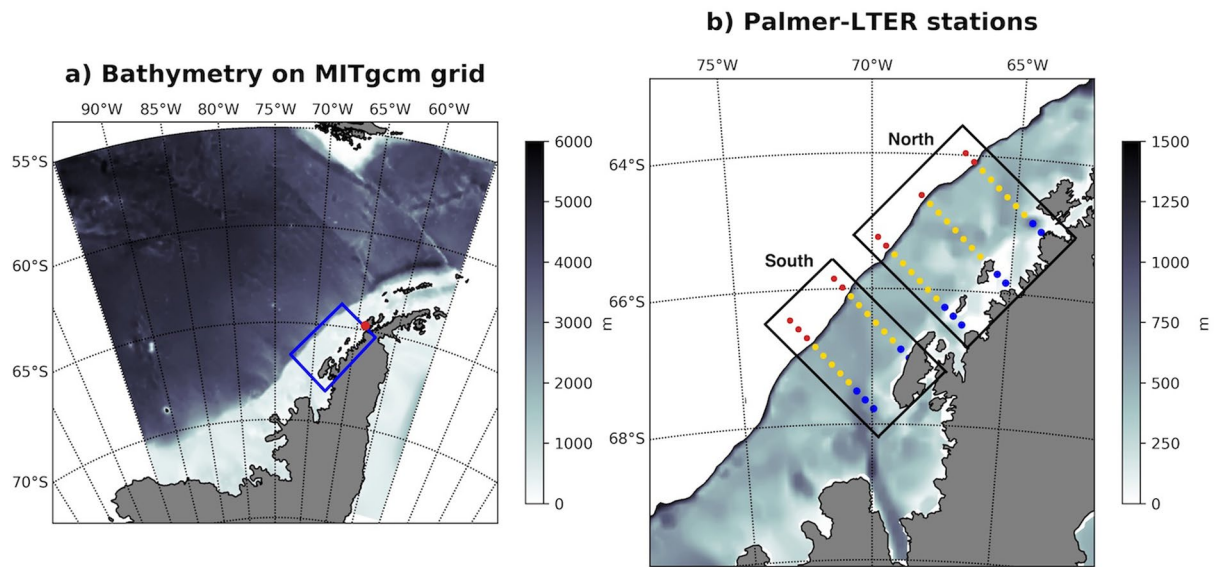 b) Palmer-LTER stations
a) Bathymetry on MITgcm grid
75°W 70°W 65°W
90°W 85°W 80°W 75°W 70°W 65°W 60°W
55°S
60°S
65°S
70°S
6000
5000
4000
3000
2000
1000
0
m
North
South
64°S
66°S
68°S
1500
1250
1000
750
500
250
0
m